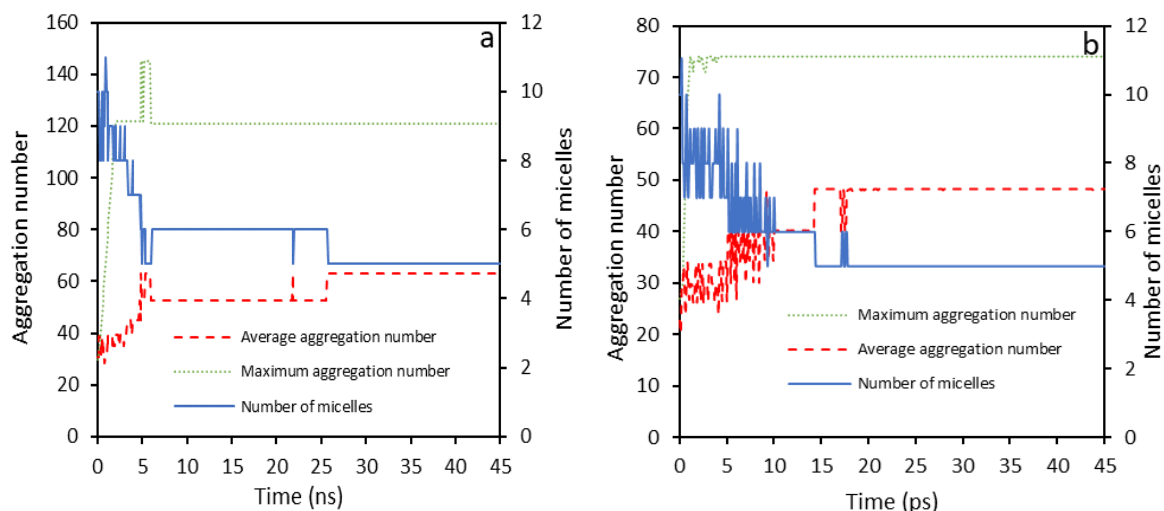 a
160
140
120
100
80
60
40
20
0
Aggregation number
12
10
8
6
4
2
0
Number of micelles
Average aggregation number
Maximum aggregation number
Number of micelles
0 5 10 15 20 25 30 35 40 45
Time (ns)
b
80
70
60
50
40
30
20
10
0
Aggregation number
12
10
8
6
4
2
0
Number of micelles
Maximum aggregation number
Average aggregation number
Number of micelles
0 5 10 15 20 25 30 35 40 45
Time (ps)